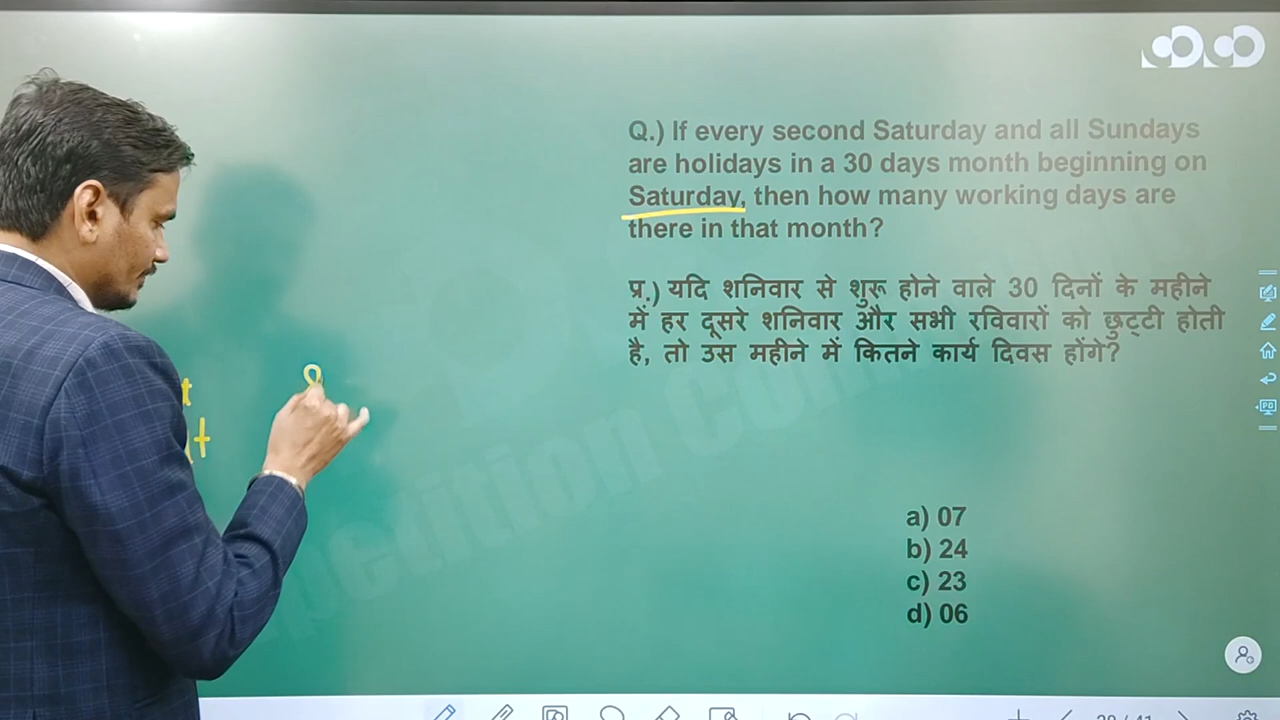 Q.) If every second Saturday and all Sundays
are holidays in a 30 days month beginning on
Saturday, then how many working days are
there in that month?
प्र.) यदि शनिवार से शुरू होने वाले 30 दिनों के महीने
में हर दूसरे शनिवार और सभी रविवारों को छुट्टी होती
है, तो उस महीने में कितने कार्य दिवस होंगे?
8
a) 07
b) 24
c) 23
d) 06